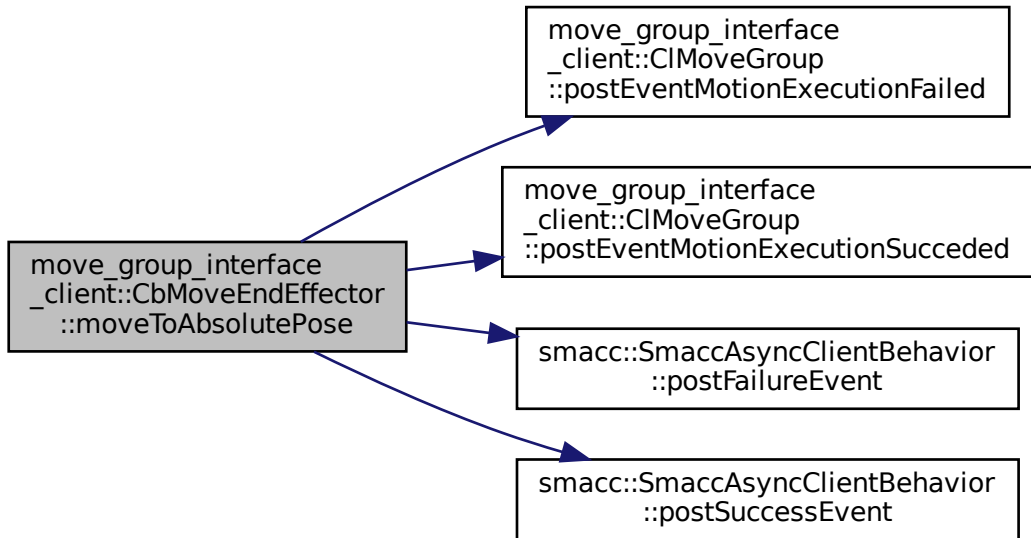 move_group_interface
_client::ClMoveGroup
::postEventMotionExecutionFailed
move_group_interface
_client::ClMoveGroup
::postEventMotionExecutionSucceded
move_group_interface
_client::CbMoveEndEffector
::moveToAbsolutePose
smacc::SmaccAsyncClientBehavior
::postFailureEvent
smacc::SmaccAsyncClientBehavior
::postSuccessEvent